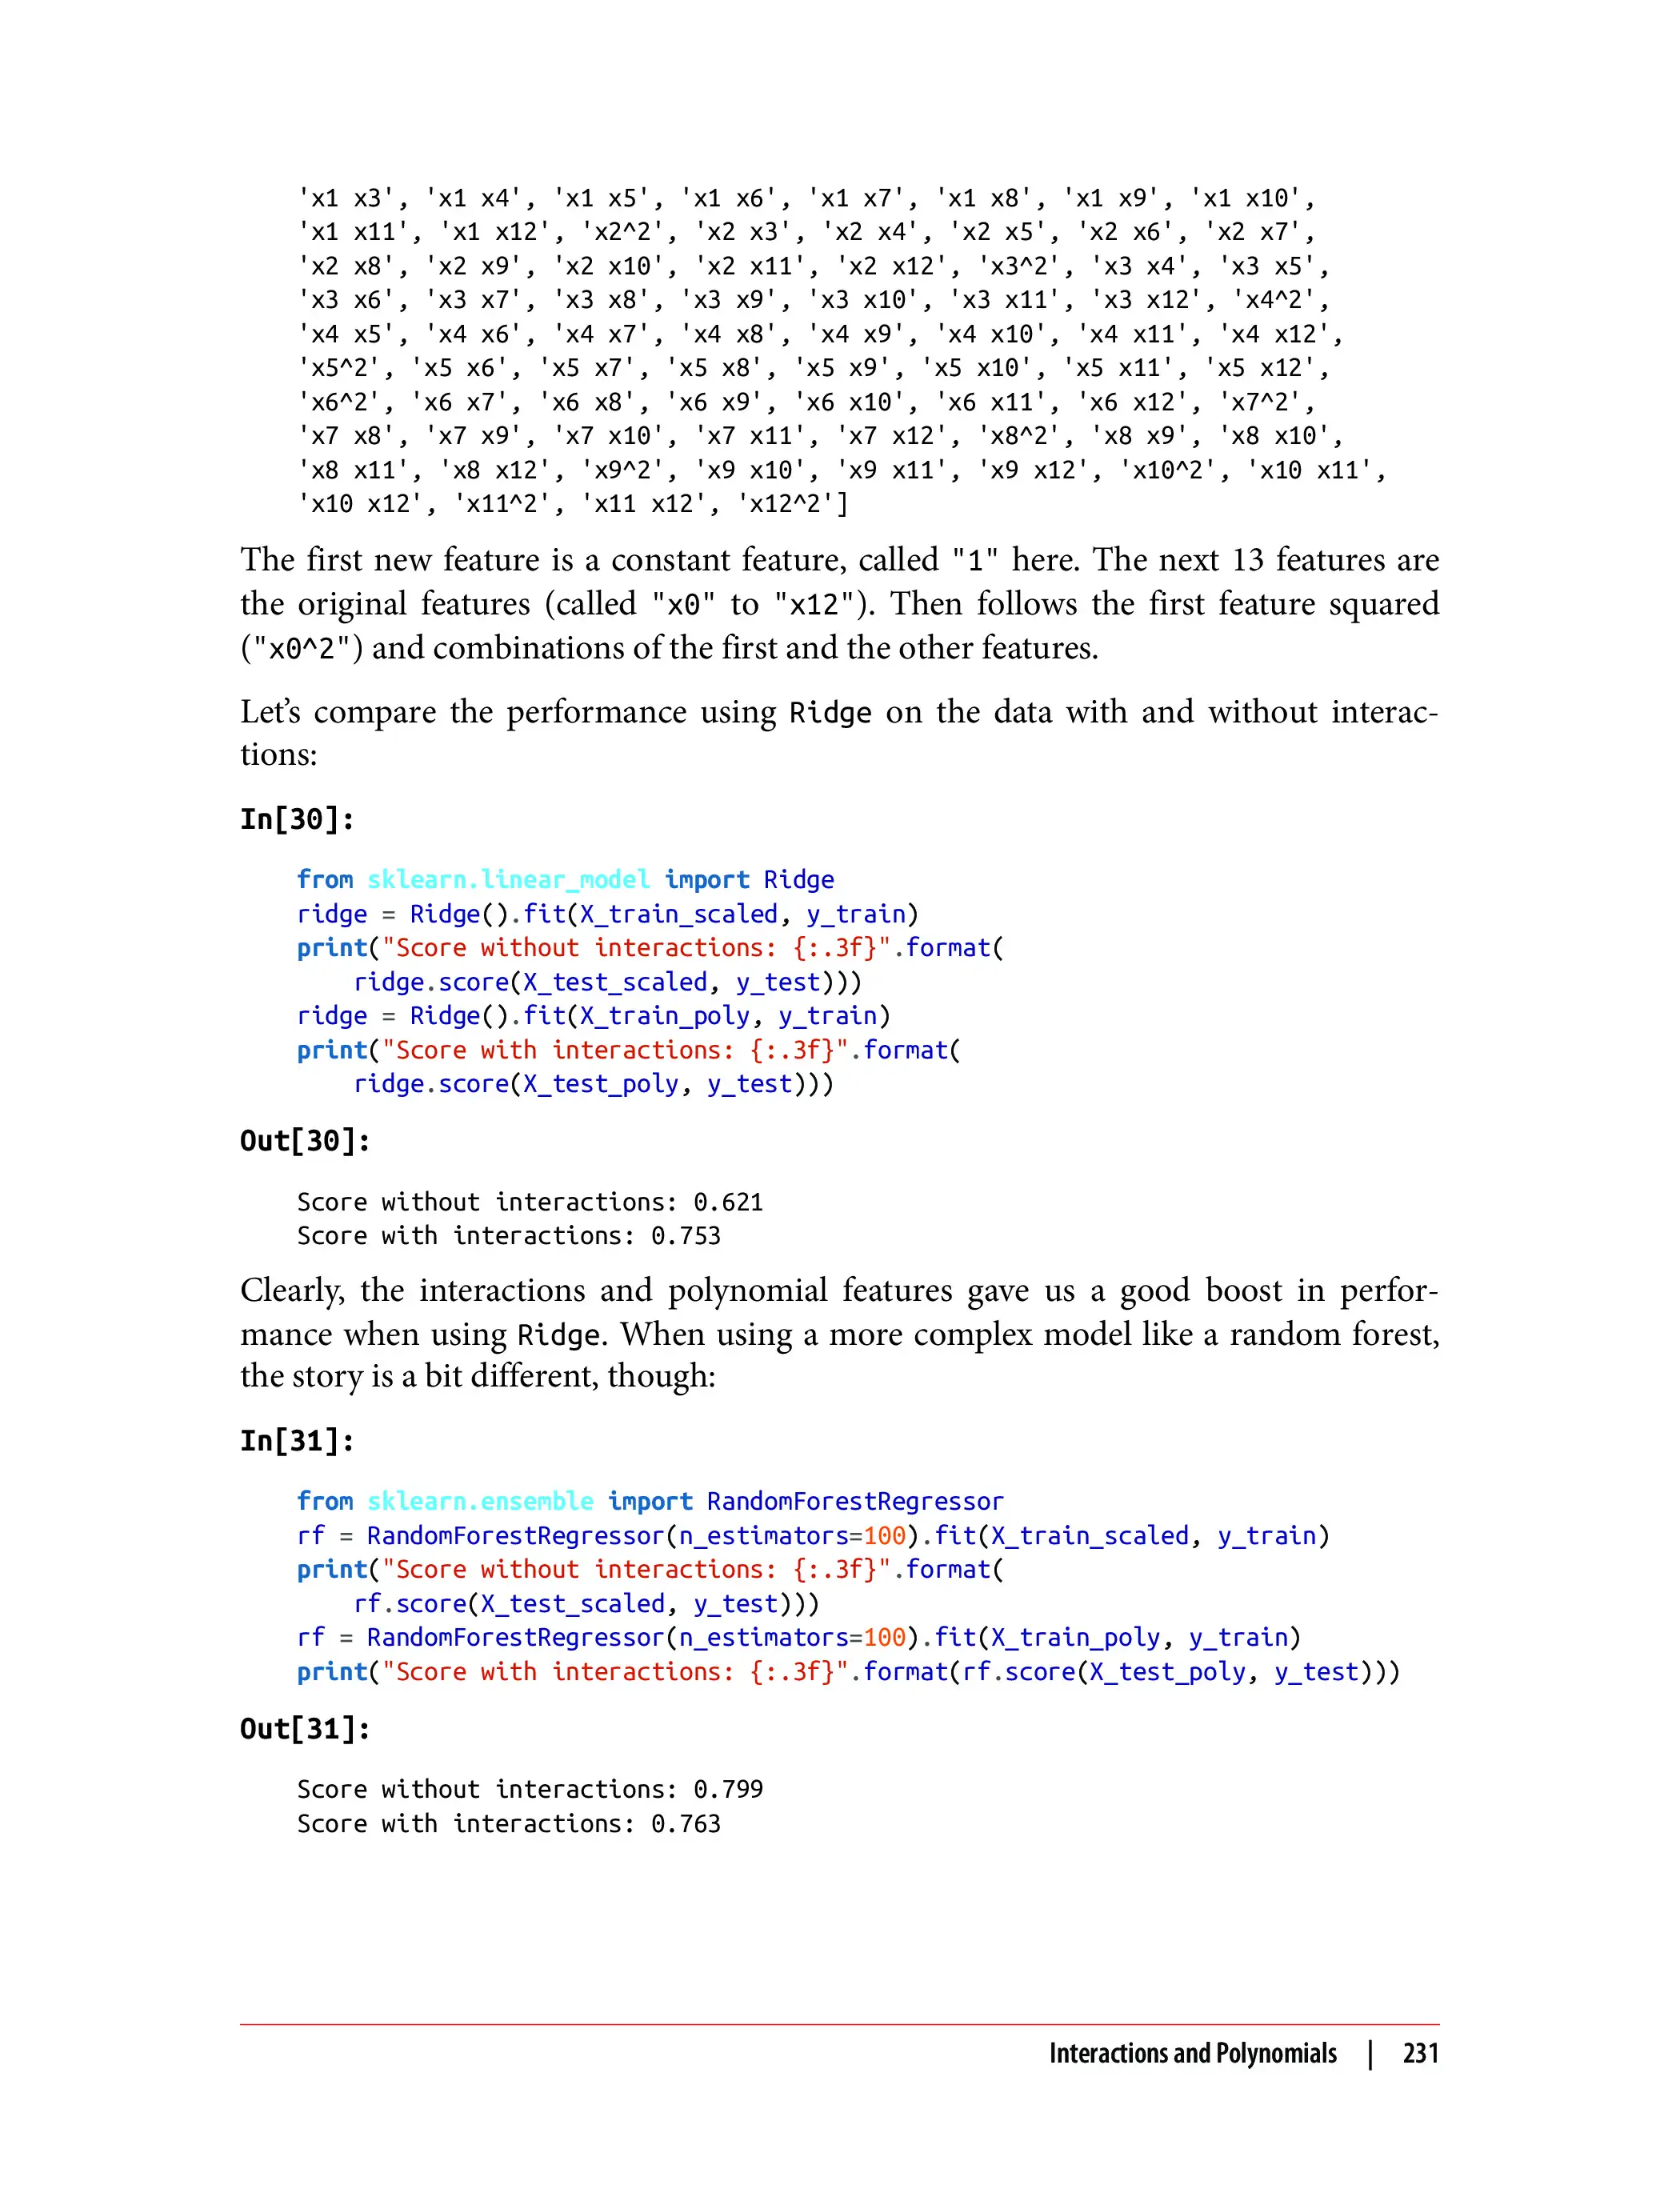 'x1 x3', 'x1 x4', 'x1 x5', 'x1 x6', 'x1 x7', 'x1 x8', 'x1 x9', 'x1 x10',
'x1 x11', 'x1 x12', 'x2^2', 'x2 x3', 'x2 x4', 'x2 x5', 'x2 x6', 'x2 x7',
'x2 x8', 'x2 x9', 'x2 x10', 'x2 x11', 'x2 x12', 'x3^2', 'x3 x4', 'x3 x5',
'x3 x6', 'x3 x7', 'x3 x8', 'x3 x9', 'x3 x10', 'x3 x11', 'x3 x12', 'x4^2',
'x4 x5', 'x4 x6', 'x4 x7', 'x4 x8', 'x4 x9', 'x4 x10', 'x4 x11', 'x4 x12',
'x5^2', 'x5 x6', 'x5 x7', 'x5 x8', 'x5 x9', 'x5 x10', 'x5 x11', 'x5 x12',
'x6^2', 'x6 x7', 'x6 x8', 'x6 x9', 'x6 x10', 'x6 x11', 'x6 x12', 'x7^2',
'x7 x8', 'x7 x9', 'x7 x10', 'x7 x11', 'x7 x12', 'x8^2', 'x8 x9', 'x8 x10',
'x8 x11', 'x8 x12', 'x9^2', 'x9 x10', 'x9 x11', 'x9 x12', 'x10^2', 'x10 x11',
'x10 x12', 'x11^2', 'x11 x12', 'x12^2']
The first new feature is a constant feature, called "1" here. The next 13 features are
the original features (called "x0" to "x12"). Then follows the first feature squared
("x0^2") and combinations of the first and the other features.
Let’s compare the performance using Ridge on the data with and without interac-
tions:
In[30]:
from sklearn.linear_model import Ridge
ridge = Ridge().fit(X_train_scaled, y_train)
print("Score without interactions: {:.3f}".format(
    ridge.score(X_test_scaled, y_test)))
ridge = Ridge().fit(X_train_poly, y_train)
print("Score with interactions: {:.3f}".format(
    ridge.score(X_test_poly, y_test)))
Out[30]:
Score without interactions: 0.621
Score with interactions: 0.753
Clearly, the interactions and polynomial features gave us a good boost in perfor-
mance when using Ridge. When using a more complex model like a random forest,
the story is a bit different, though:
In[31]:
from sklearn.ensemble import RandomForestRegressor
rf = RandomForestRegressor(n_estimators=100).fit(X_train_scaled, y_train)
print("Score without interactions: {:.3f}".format(
    rf.score(X_test_scaled, y_test)))
rf = RandomForestRegressor(n_estimators=100).fit(X_train_poly, y_train)
print("Score with interactions: {:.3f}".format(rf.score(X_test_poly, y_test)))
Out[31]:
Score without interactions: 0.799
Score with interactions: 0.763
Interactions and Polynomials | 231